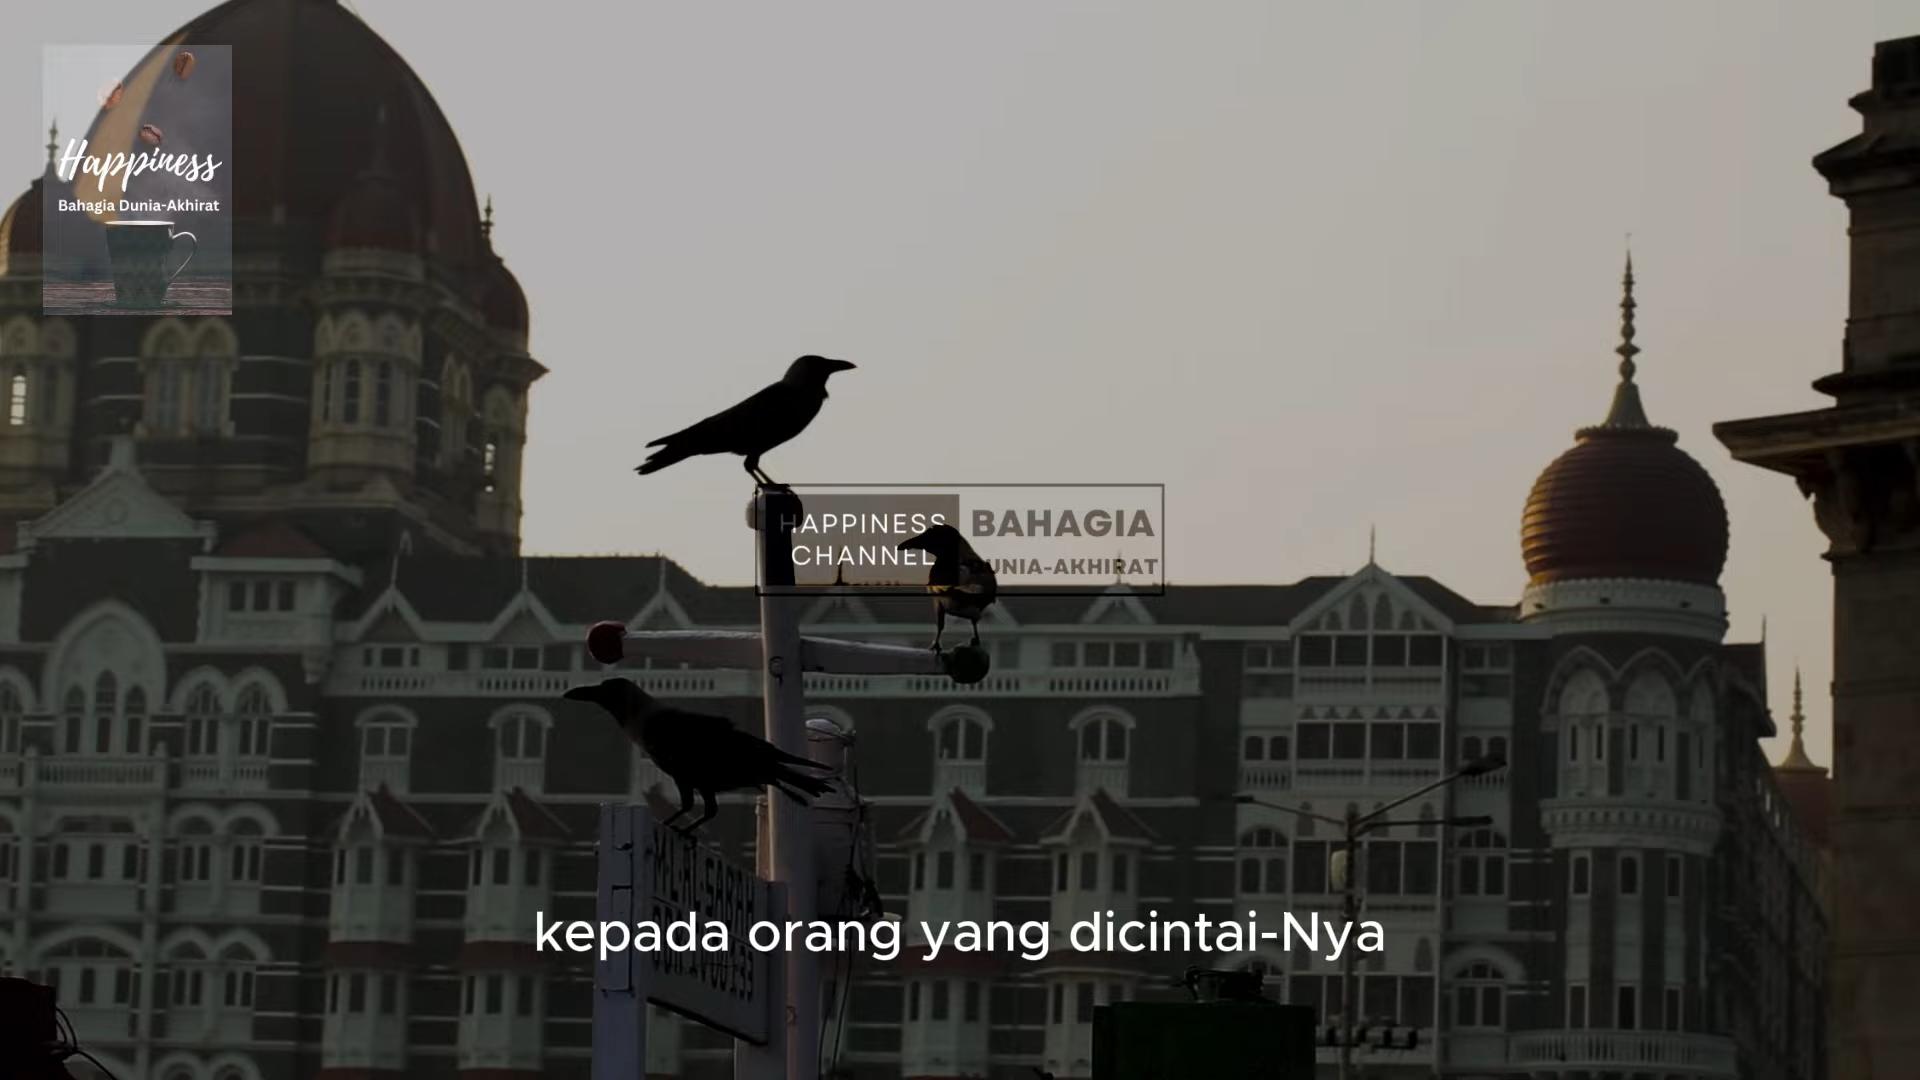 Happiness
Bahagia Dunia-Akhirat
HAPPINESS
CHANNEL
BAHAGIA
DUNIA-AKHIRAT
kepada orang yang dicintai-Nya